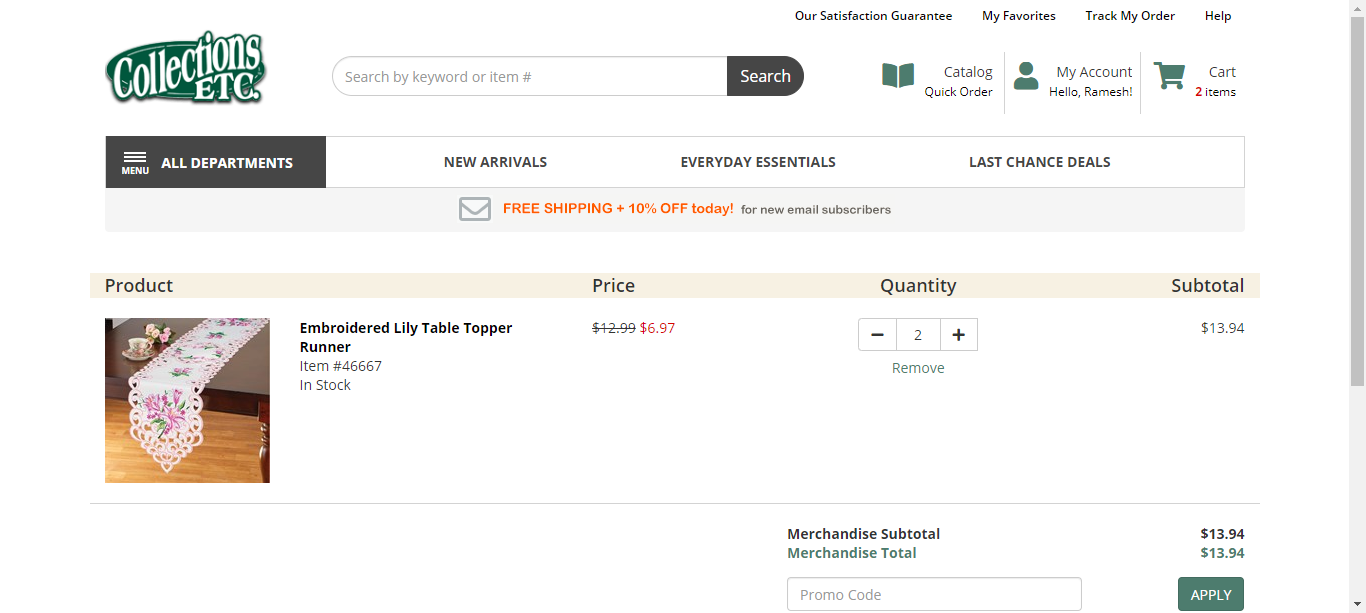 Our Satisfaction Guarantee My Favorites Track My Order Help
Collections ETC.
Search by keyword or item # Search
Catalog
Quick Order
My Account
Hello, Ramesh!
Cart
2 items
MENU ALL DEPARTMENTS NEW ARRIVALS EVERYDAY ESSENTIALS LAST CHANCE DEALS
FREE SHIPPING + 10% OFF today! for new email subscribers
Product Price Quantity Subtotal
Embroidered Lily Table Topper
Runner
Item #46667
In Stock
$12.99 $6.97
2
Remove
$13.94
Merchandise Subtotal $13.94
Merchandise Total $13.94
Promo Code APPLY